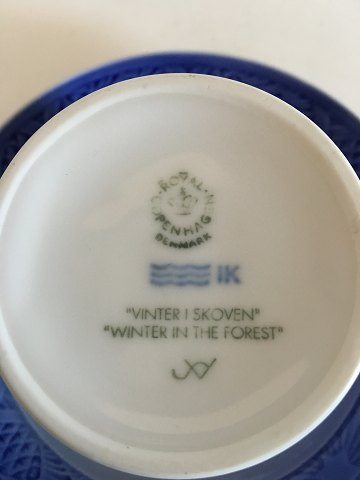 ROYAL
COPENHAGEN
DENMARK
IK
"VINTER I SKOVEN"
"WINTER IN THE FOREST"